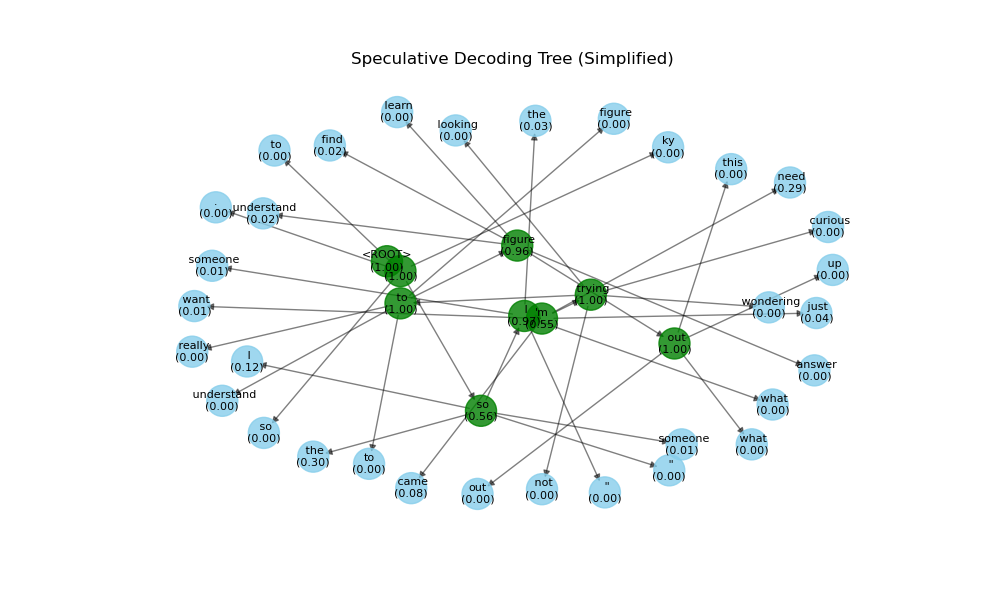 Speculative Decoding Tree (Simplified)
learn
(0.00)
looking
(0.00)
the
(0.03)
figure
(0.00)
to
(0.00)
find
(0.02)
ky
(0.00)
this
(0.00)
need
(0.29)
.
(0.00)
understand
(0.02)
curious
(0.00)
figure
(0.96)
<ROOT>
(1.00)
(1.00)
someone
(0.01)
up
(0.00)
want
(0.01)
to
(1.00)
trying
(1.00)
wondering
(0.00)
just
(0.04)
I
'm
(0.55)
really
(0.00)
out
(1.00)
I
(0.12)
answer
(0.00)
understand
(0.00)
so
(0.56)
what
(0.00)
so
(0.00)
the
(0.30)
to
(0.00)
someone
(0.01)
what
(0.00)
"
(0.00)
came
(0.08)
out
(0.00)
not
(0.00)
"
(0.00)